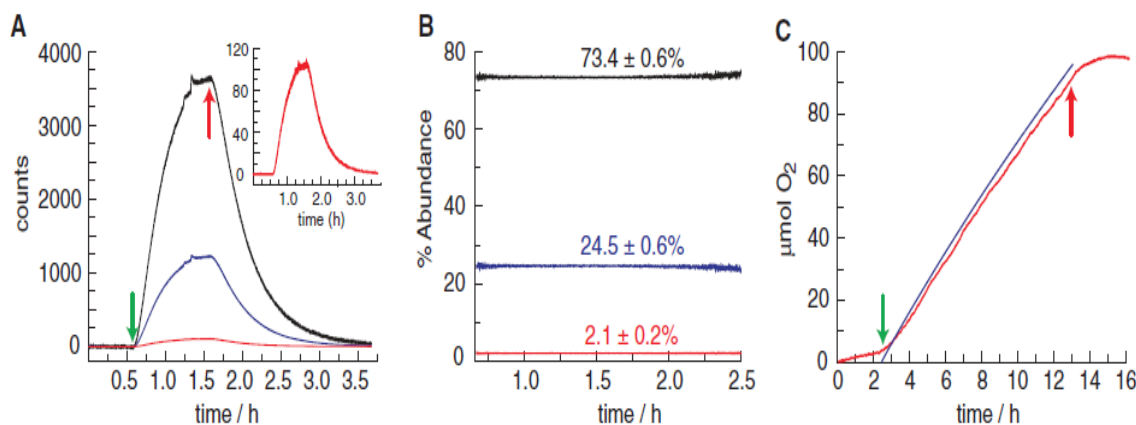 A
counts
4000
3000
2000
1000
0
0.5 1.0 1.5 2.0 2.5 3.0 3.5
time / h
120
80
40
0
1.0 2.0 3.0
time (h)
B
% Abundance
80
60
40
20
0
73.4 ± 0.6%
24.5 ± 0.6%
2.1 ± 0.2%
1.0 1.5 2.0 2.5
time / h
C
µmol O2
100
80
60
40
20
0
0 2 4 6 8 10 12 14 16
time / h